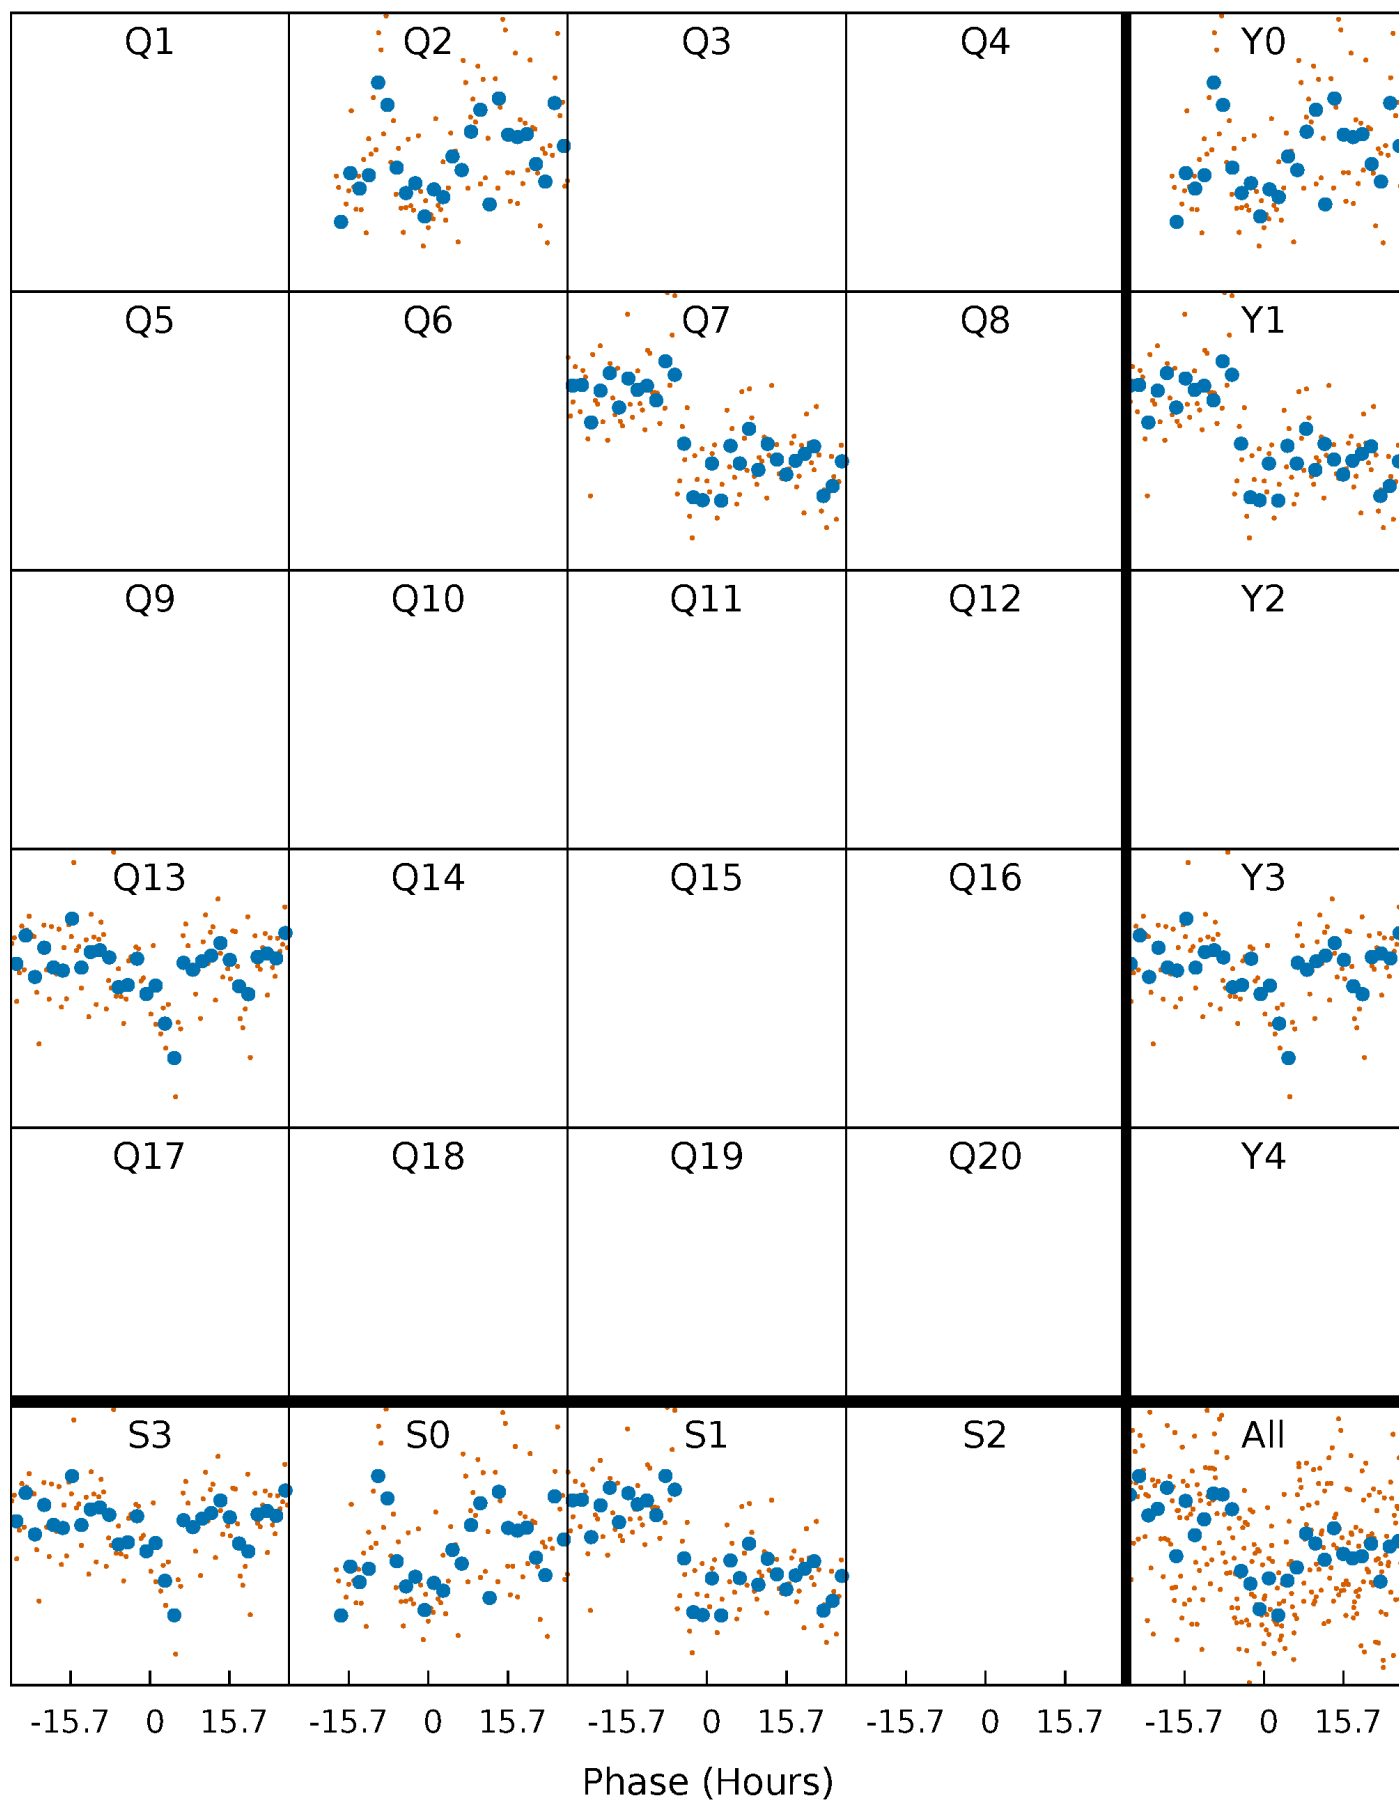 Q1 Q2 Q3 Q4 Y0
Q5 Q6 Q7 Q8 Y1
Q9 Q10 Q11 Q12 Y2
Q13 Q14 Q15 Q16 Y3
Q17 Q18 Q19 Q20 Y4
S3 S0 S1 S2 All
-15.7 0 15.7 -15.7 0 15.7 -15.7 0 15.7 -15.7 0 15.7 -15.7 0 15.7
Phase (Hours)